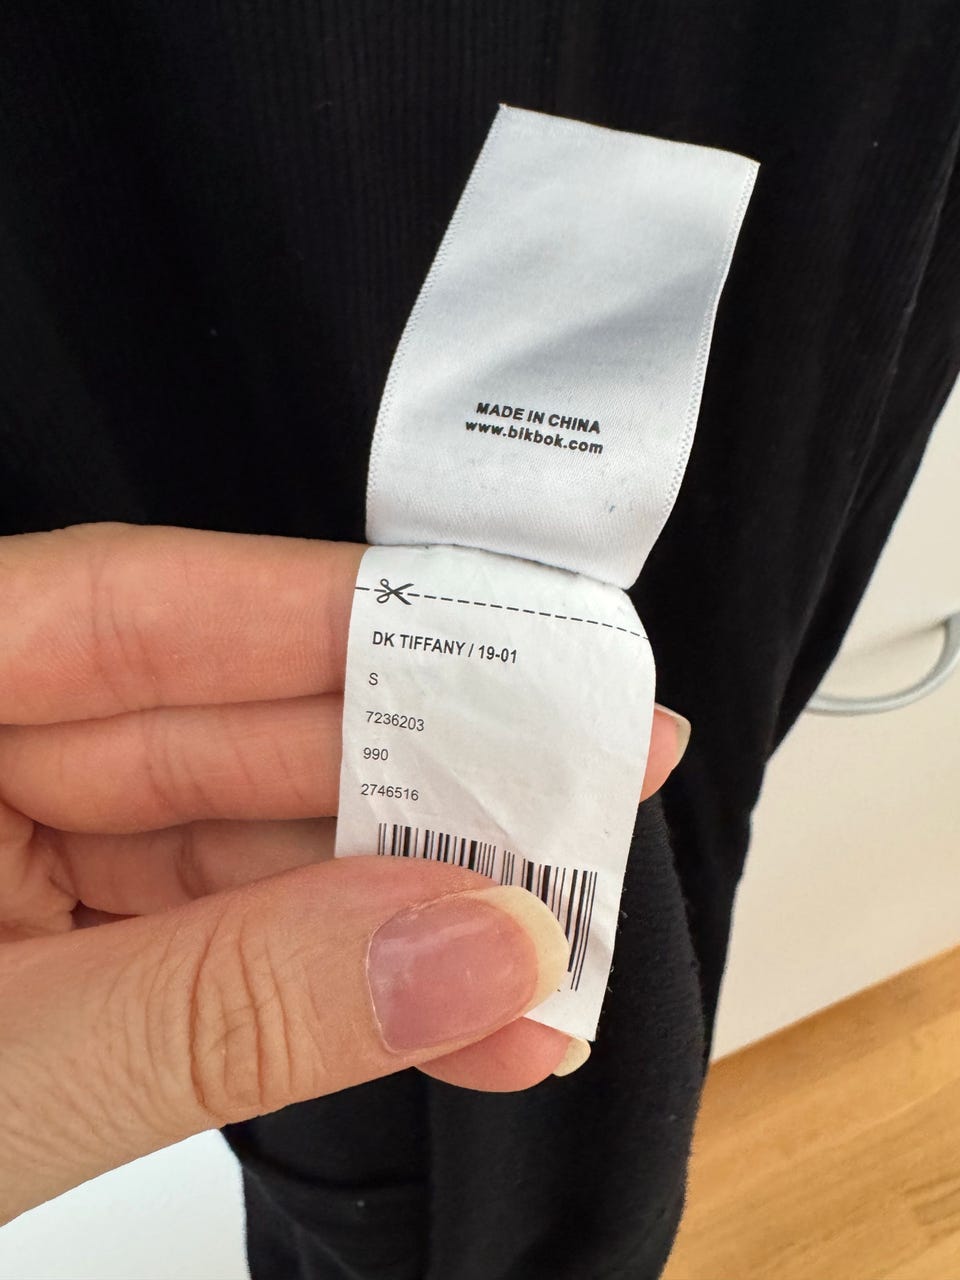 MADE IN CHINA
www.bikbok.com
DK TIFFANY / 19-01
S
7236203
990
2746516